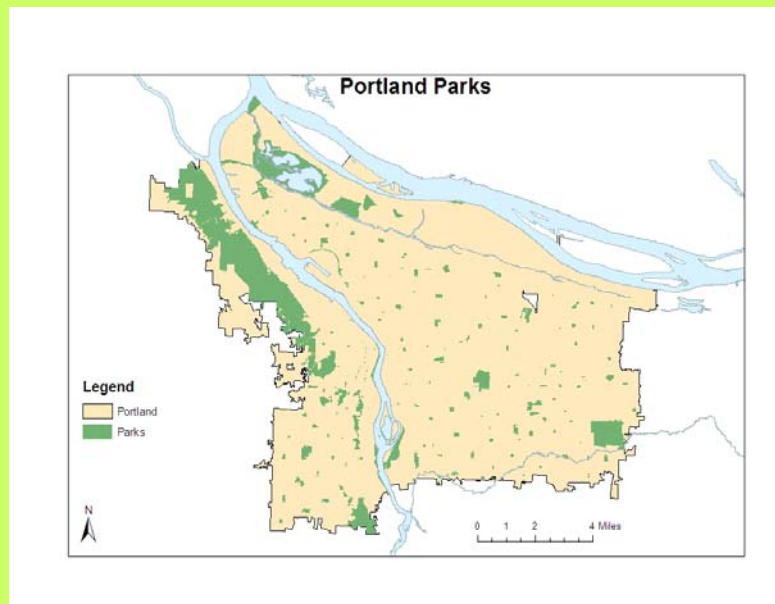 Portland Parks
Legend
Portland
Parks
N
0 1 2 4 Miles